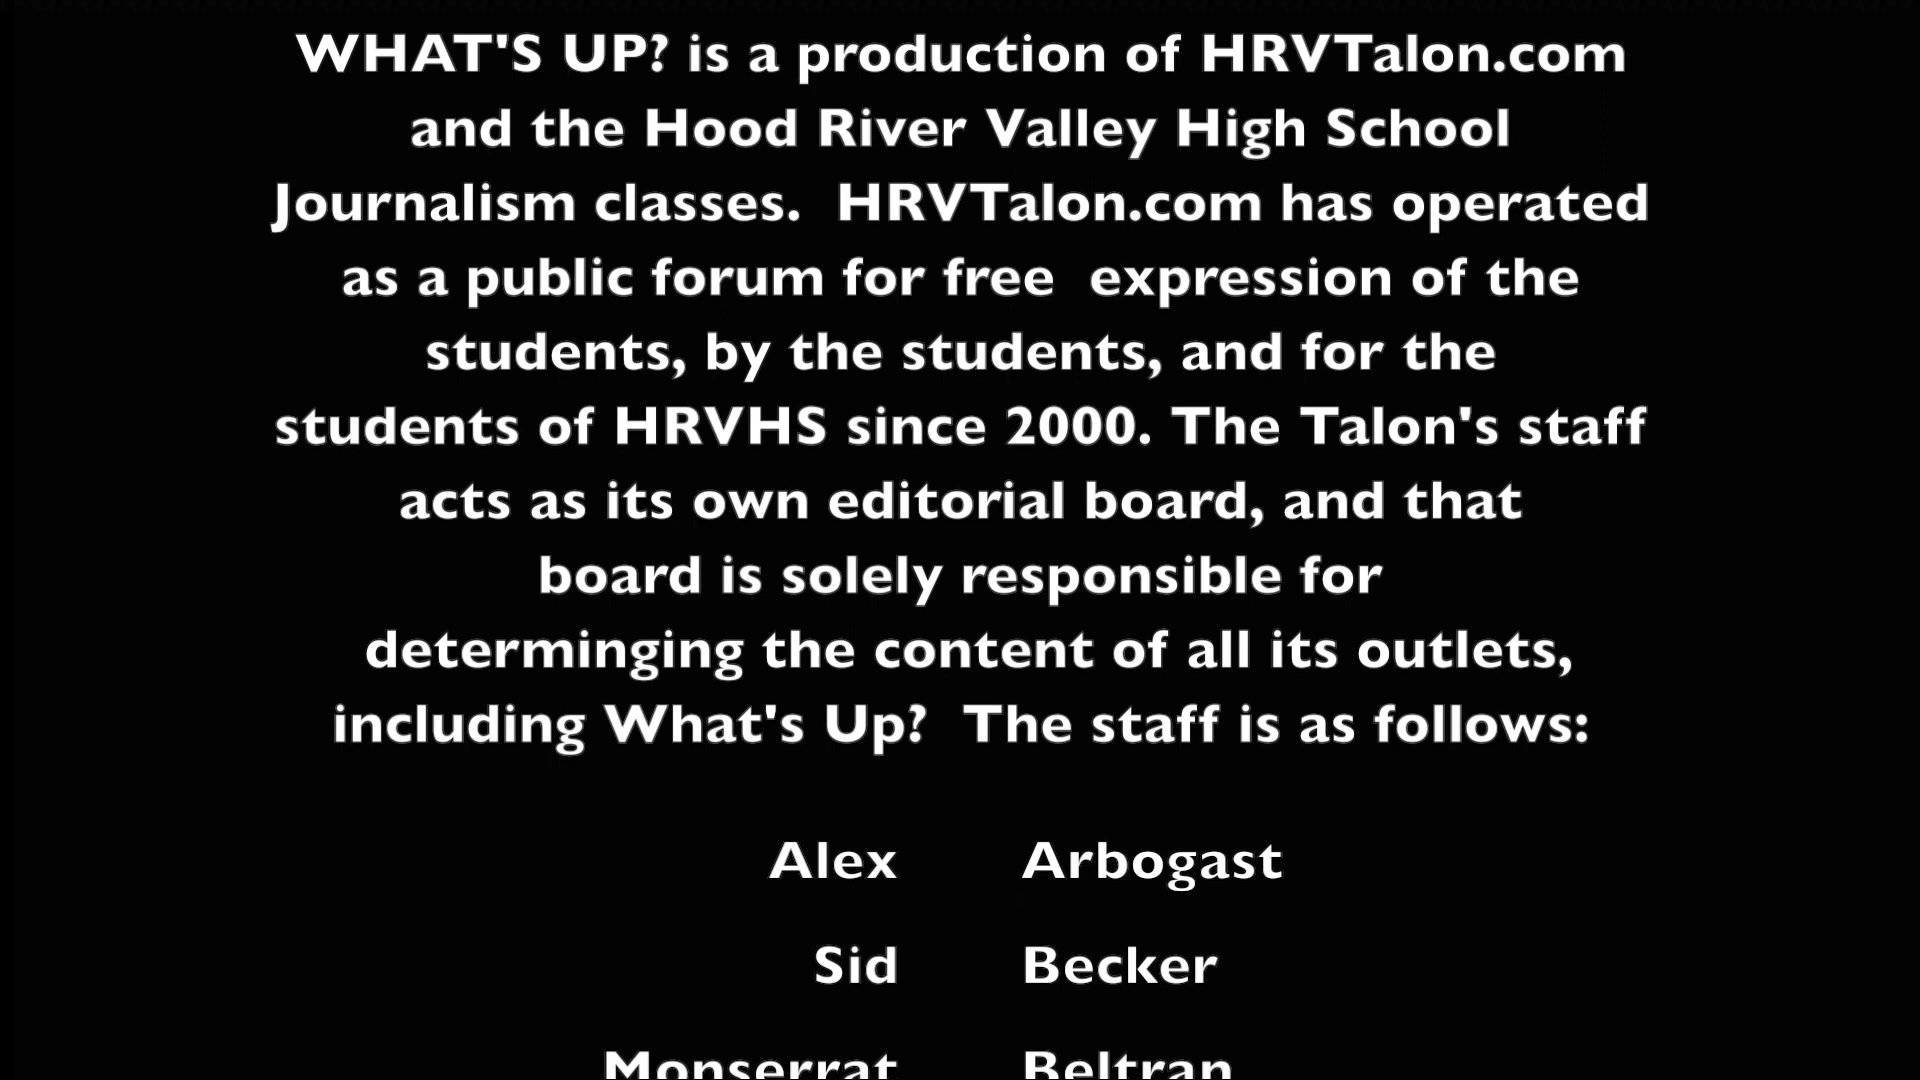 WHAT'S UP? is a production of HRVTalon.com
and the Hood River Valley High School
Journalism classes.  HRVTalon.com has operated
as a public forum for free  expression of the
students, by the students, and for the
students of HRVHS since 2000. The Talon's staff
acts as its own editorial board, and that
board is solely responsible for
determinging the content of all its outlets,
including What's Up?  The staff is as follows:
Alex Arbogast
Sid Becker
Monserrat Beltran